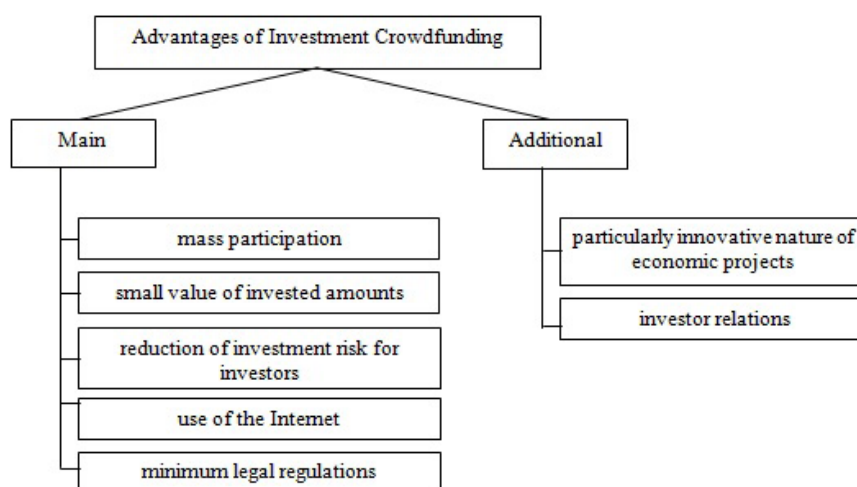 Advantages of Investment Crowdfunding
Main
Additional
mass participation
small value of invested amounts
reduction of investment risk for
investors
use of the Internet
minimum legal regulations
particularly innovative nature of
economic projects
investor relations